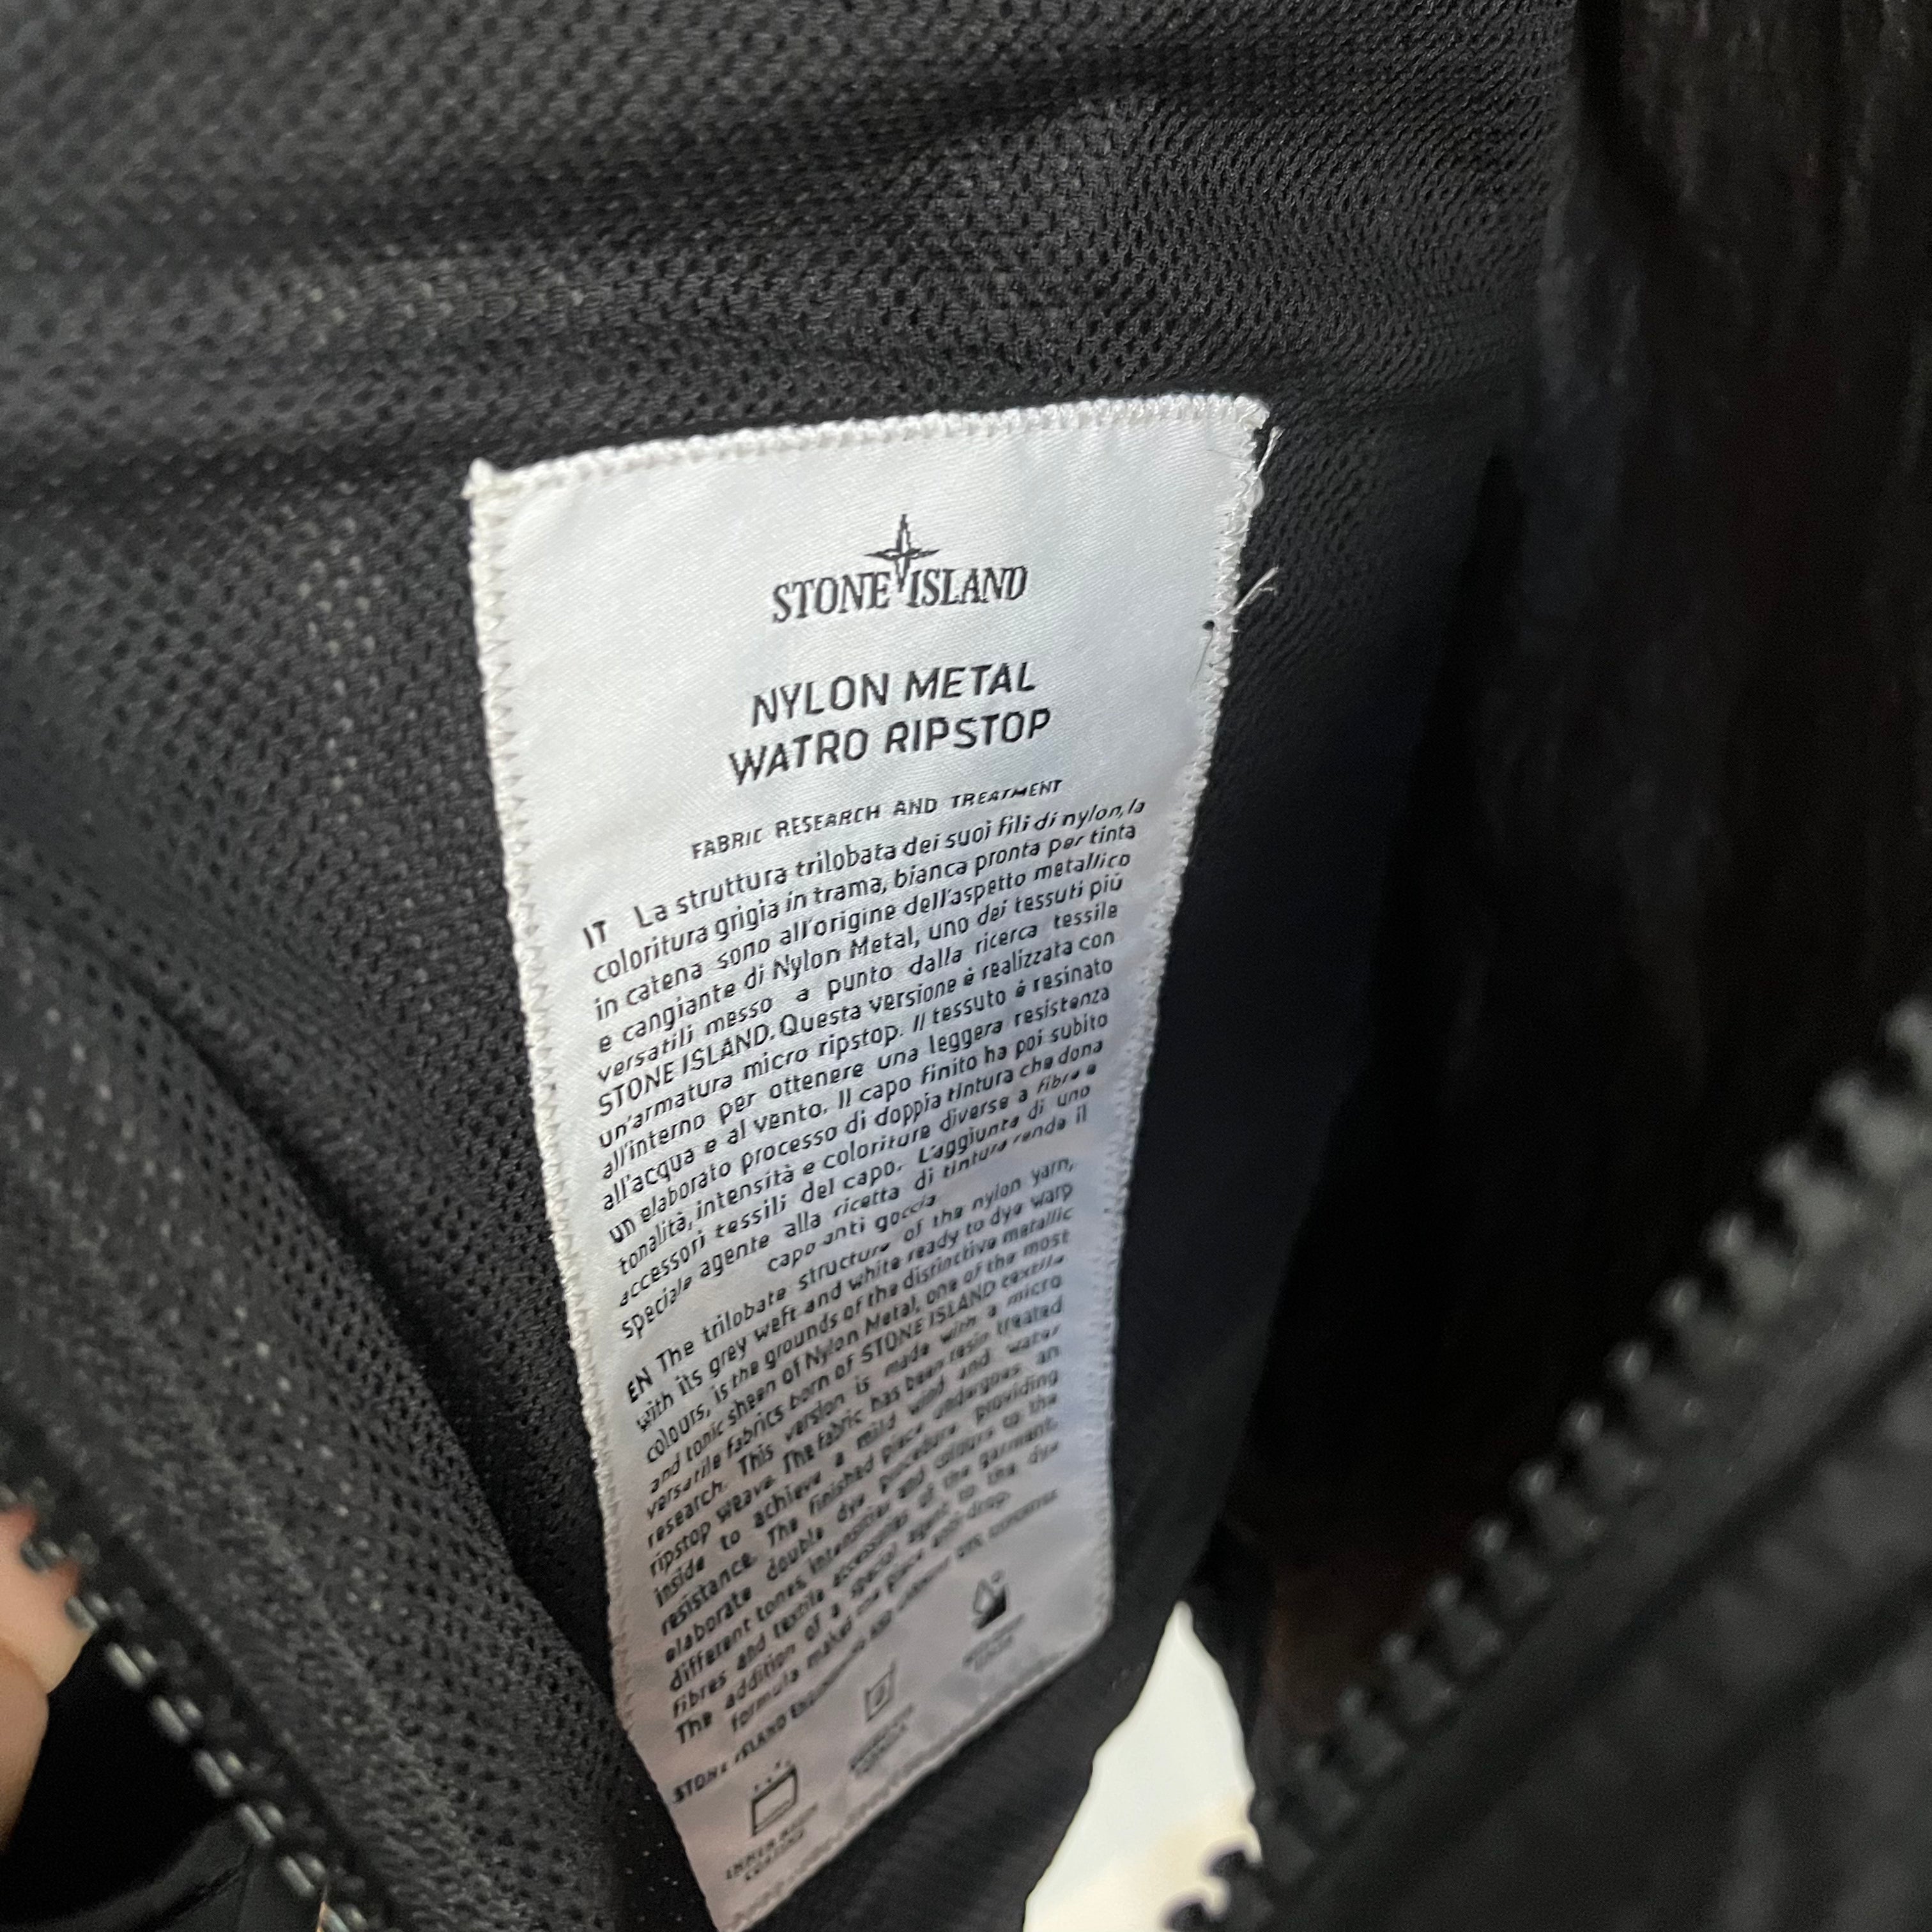 STONE ISLAND
NYLON METAL
WATRO RIPSTOP
FABRIC RESEARCH AND TREATMENT
IT La struttura trilobata dei suoi fili di nylon, la
coloritura grigia in trama, bianca pronta per tinta
in catena sono all'origine dell'aspetto metallico
e cangiante di Nylon Metal, uno dei tessuti più
versatili messo a punto dalla ricerca tessile
STONE ISLAND. Questa versione è realizzata con
un'armatura micro ripstop. Il tessuto è resinato
all'interno per ottenere una leggera resistenza
all'acqua e al vento. Il capo finito ha poi subito
un elaborato processo di doppia tintura che dona
tonalità, intensità e coloriture diverse a fibre e
accessori tessili del capo. L'aggiunta di uno
speciale agente alla ricetta di tintura rende il
capo anti goccia.
EN The trilobate structure of the nylon yarn,
with its grey weft and white ready to dye warp
colours, is the grounds of the distinctive metallic
and tonic sheen of Nylon Metal, one of the most
versatile fabrics born of STONE ISLAND textile
research. This version is made with a micro
ripstop weave. The fabric has been resin treated
inside to achieve a mild wind and water
resistance. The finished piece undergoes an
elaborate double dye procedure, providing
different tones, intensities and colours to the
fibres and textile accessories of the garment.
The addition of a special agent to the dye
formula makes the piece anti-drop.
STONE ISLAND